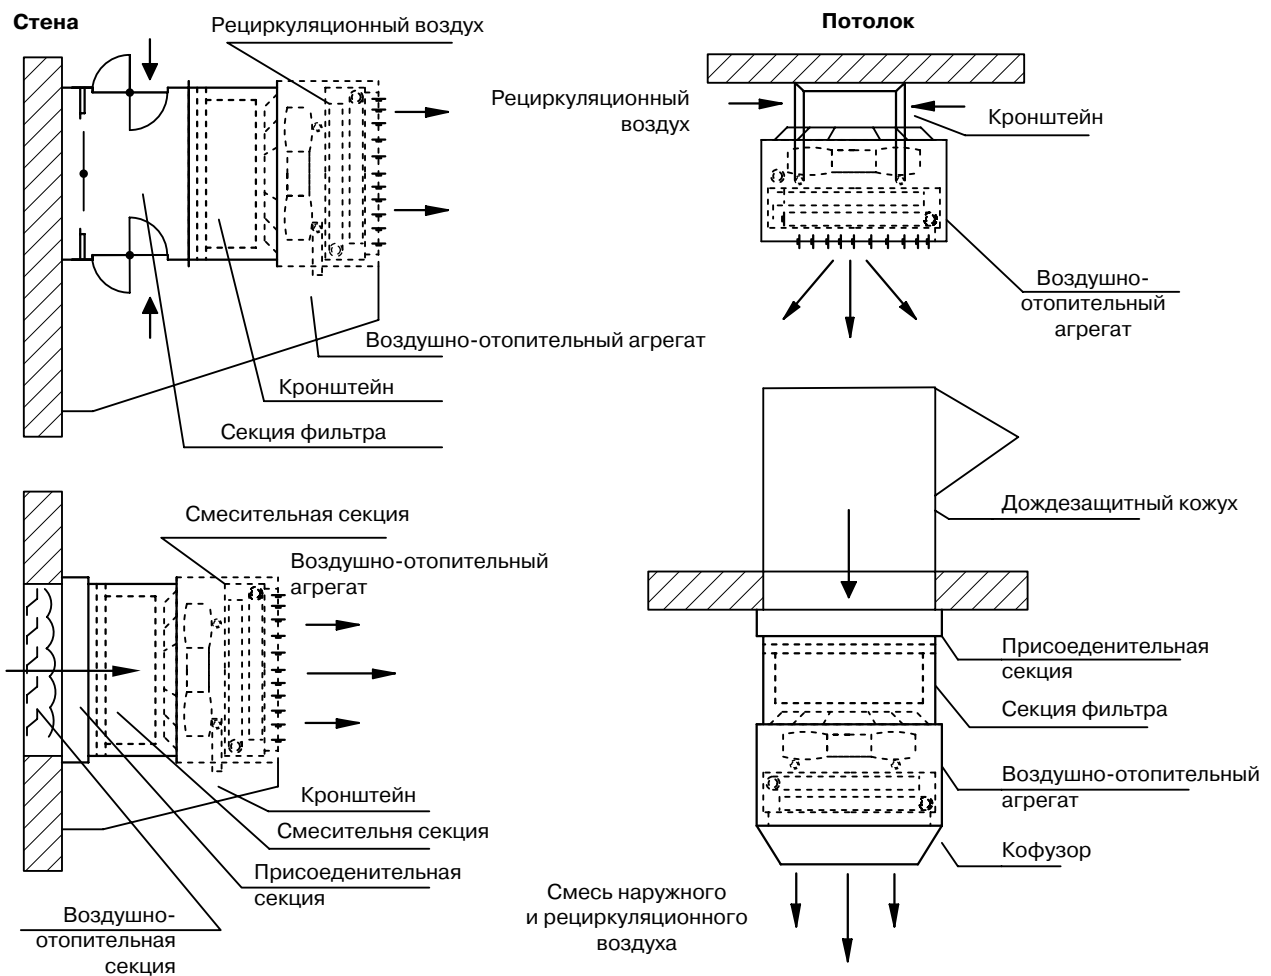 Стена
Рециркуляционный воздух
Воздушно-отопительный агрегат
Кронштейн
Секция фильтра
Потолок
Рециркуляционный
воздух
Кронштейн
Воздушно-
отопительный
агрегат
Смесительная секция
Воздушно-отопительный
агрегат
Кронштейн
Смесительня секция
Присоеденительная
секция
Воздушно-
отопительная
секция
Дождезащитный кожух
Присоеденительная
секция
Секция фильтра
Воздушно-отопительный
агрегат
Кофузор
Смесь наружного
и рециркуляционного
воздуха